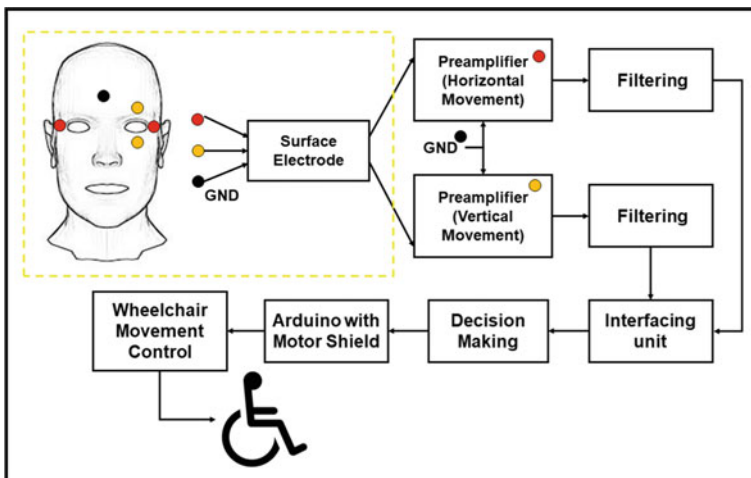 Preamplifier
(Horizontal
Movement)
Filtering
Surface
Electrode
GND
GND
Preamplifier
(Vertical
Movement)
Filtering
Wheelchair
Movement
Control
Arduino with
Motor Shield
Decision
Making
Interfacing
unit